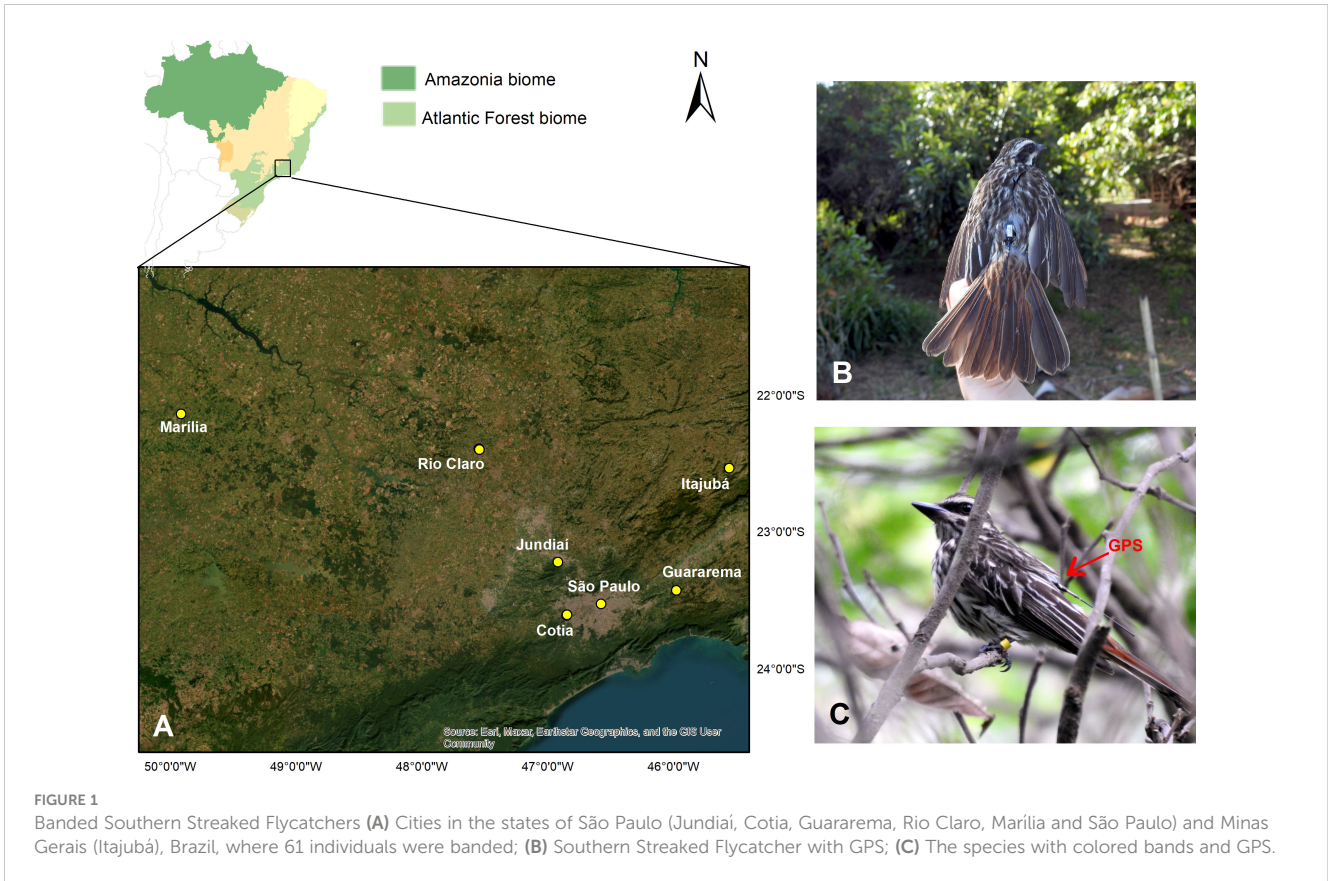 N
Amazonia biome
Atlantic Forest biome
B
22°0'0"S
Marília
Rio Claro
Itajubá
23°0'0"S
Jundiaí
GPS
Guararema
São Paulo
Cotia
24°0'0"S
C
A
Source: Esri, Maxar, Earthstar Geographics, and the GIS User
Community
50°0'0"W
49°0'0"W
48°0'0"W
47°0'0"W
46°0'0"W
FIGURE 1
Banded Southern Streaked Flycatchers (A) Cities in the states of São Paulo (Jundiaí, Cotia, Guararema, Rio Claro, Marília and São Paulo) and Minas
Gerais (Itajubá), Brazil, where 61 individuals were banded; (B) Southern Streaked Flycatcher with GPS; (C) The species with colored bands and GPS.